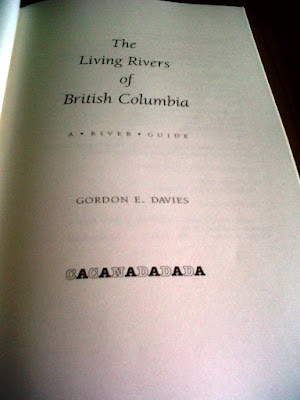 The
Living Rivers
of
British Columbia
A • RIVER • GUIDE
GORDON E. DAVIES
CACANADADADA